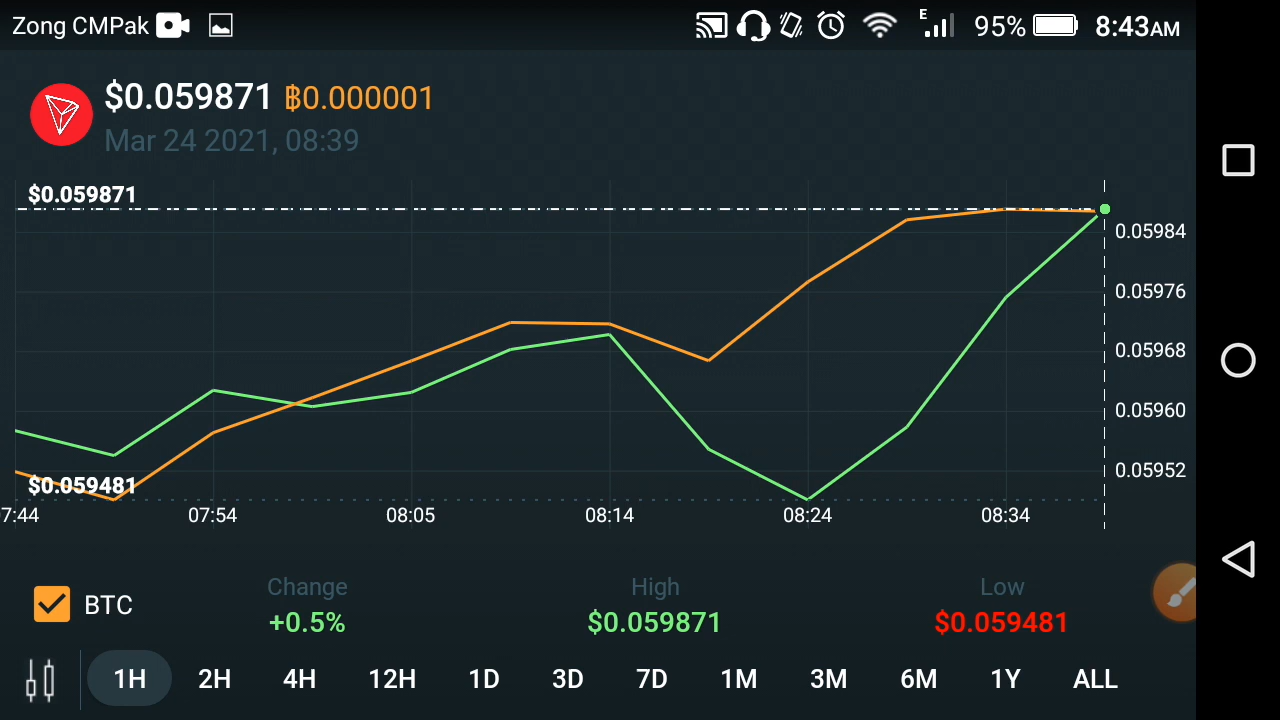 Zong CMPak E 95% 8:43AM
$0.059871 ฿0.000001
Mar 24 2021, 08:39
$0.059871
0.05984
0.05976
0.05968
0.05960
0.05952
$0.059481
7:44 07:54 08:05 08:14 08:24 08:34
BTC
Change High Low
+0.5% $0.059871 $0.059481
1H 2H 4H 12H 1D 3D 7D 1M 3M 6M 1Y ALL